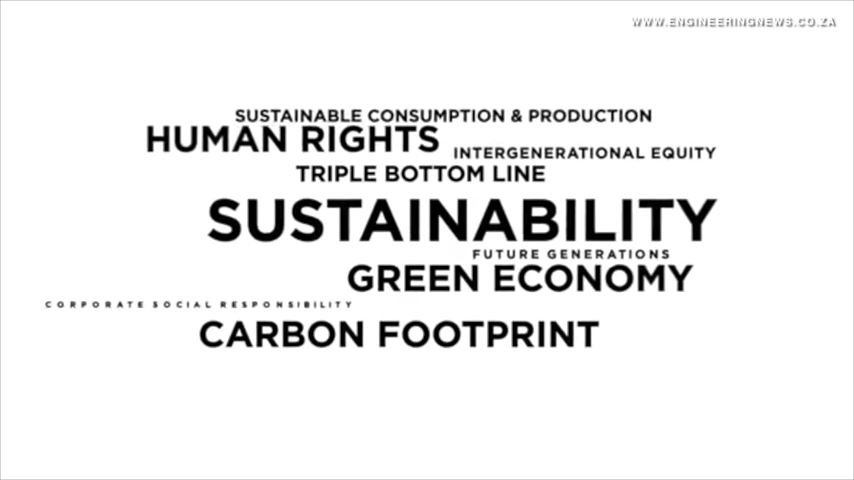 WWW.ENGINEERINGNEWS.CO.ZA
SUSTAINABLE CONSUMPTION & PRODUCTION
HUMAN RIGHTS
INTERGENERATIONAL EQUITY
TRIPLE BOTTOM LINE
SUSTAINABILITY
FUTURE GENERATIONS
GREEN ECONOMY
CORPORATE SOCIAL RESPONSIBILITY
CARBON FOOTPRINT